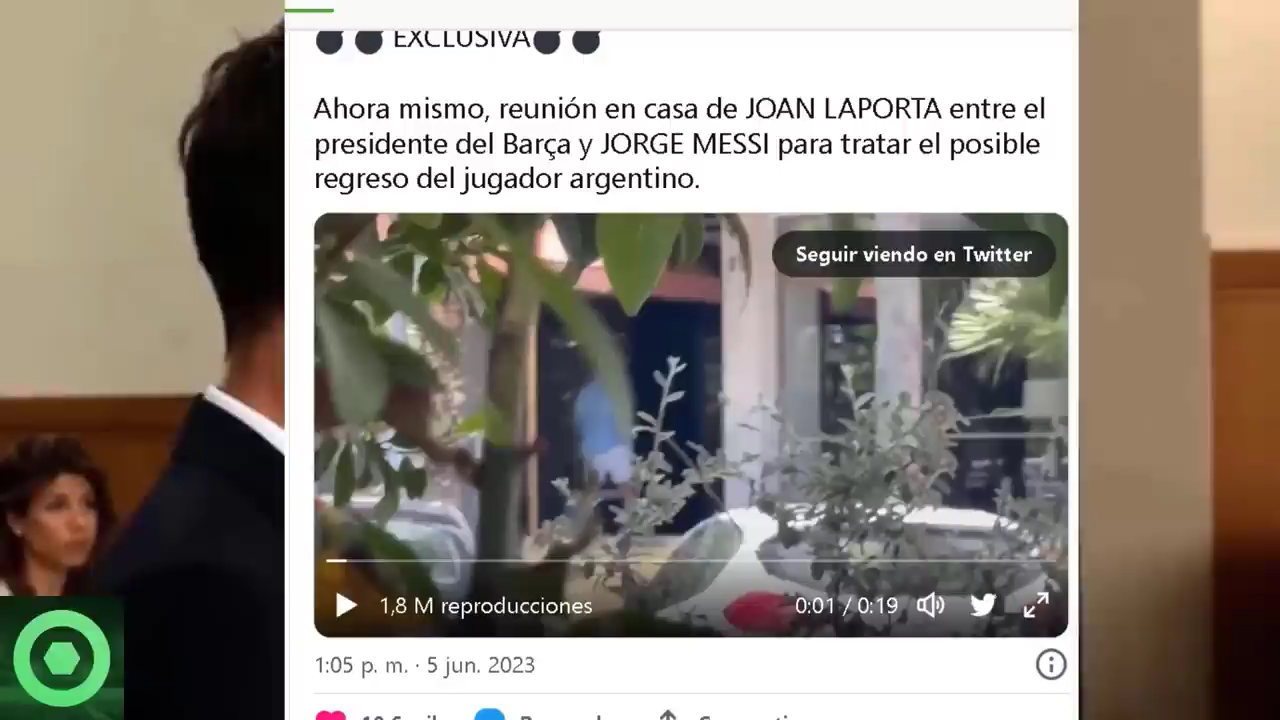 EXCLUSIVA
Ahora mismo, reunión en casa de JOAN LAPORTA entre el
presidente del Barça y JORGE MESSI para tratar el posible
regreso del jugador argentino.
Seguir viendo en Twitter
1,8 M reproducciones
0:01 / 0:19
1:05 p. m. · 5 jun. 2023